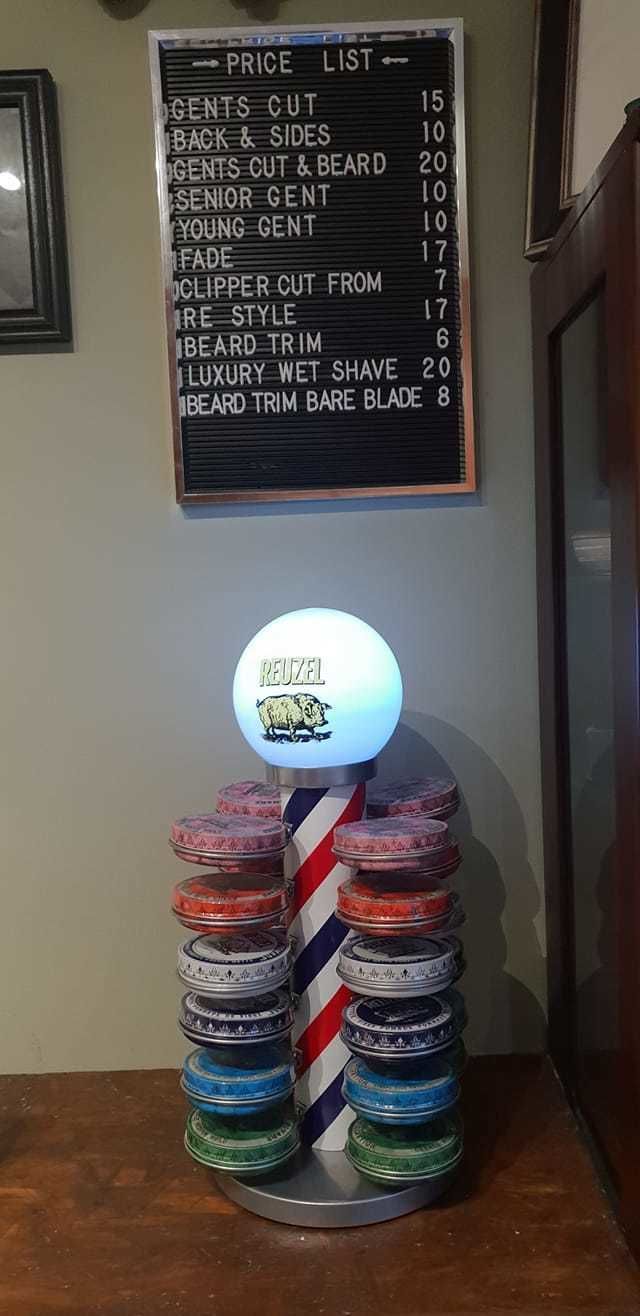 PRICE LIST
GENTS CUT 15
BACK & SIDES 10
GENTS CUT & BEARD 20
SENIOR GENT 10
YOUNG GENT 10
FADE 17
CLIPPER CUT FROM 7
RE STYLE 17
BEARD TRIM 6
LUXURY WET SHAVE 20
BEARD TRIM BARE BLADE 8
REUZEL